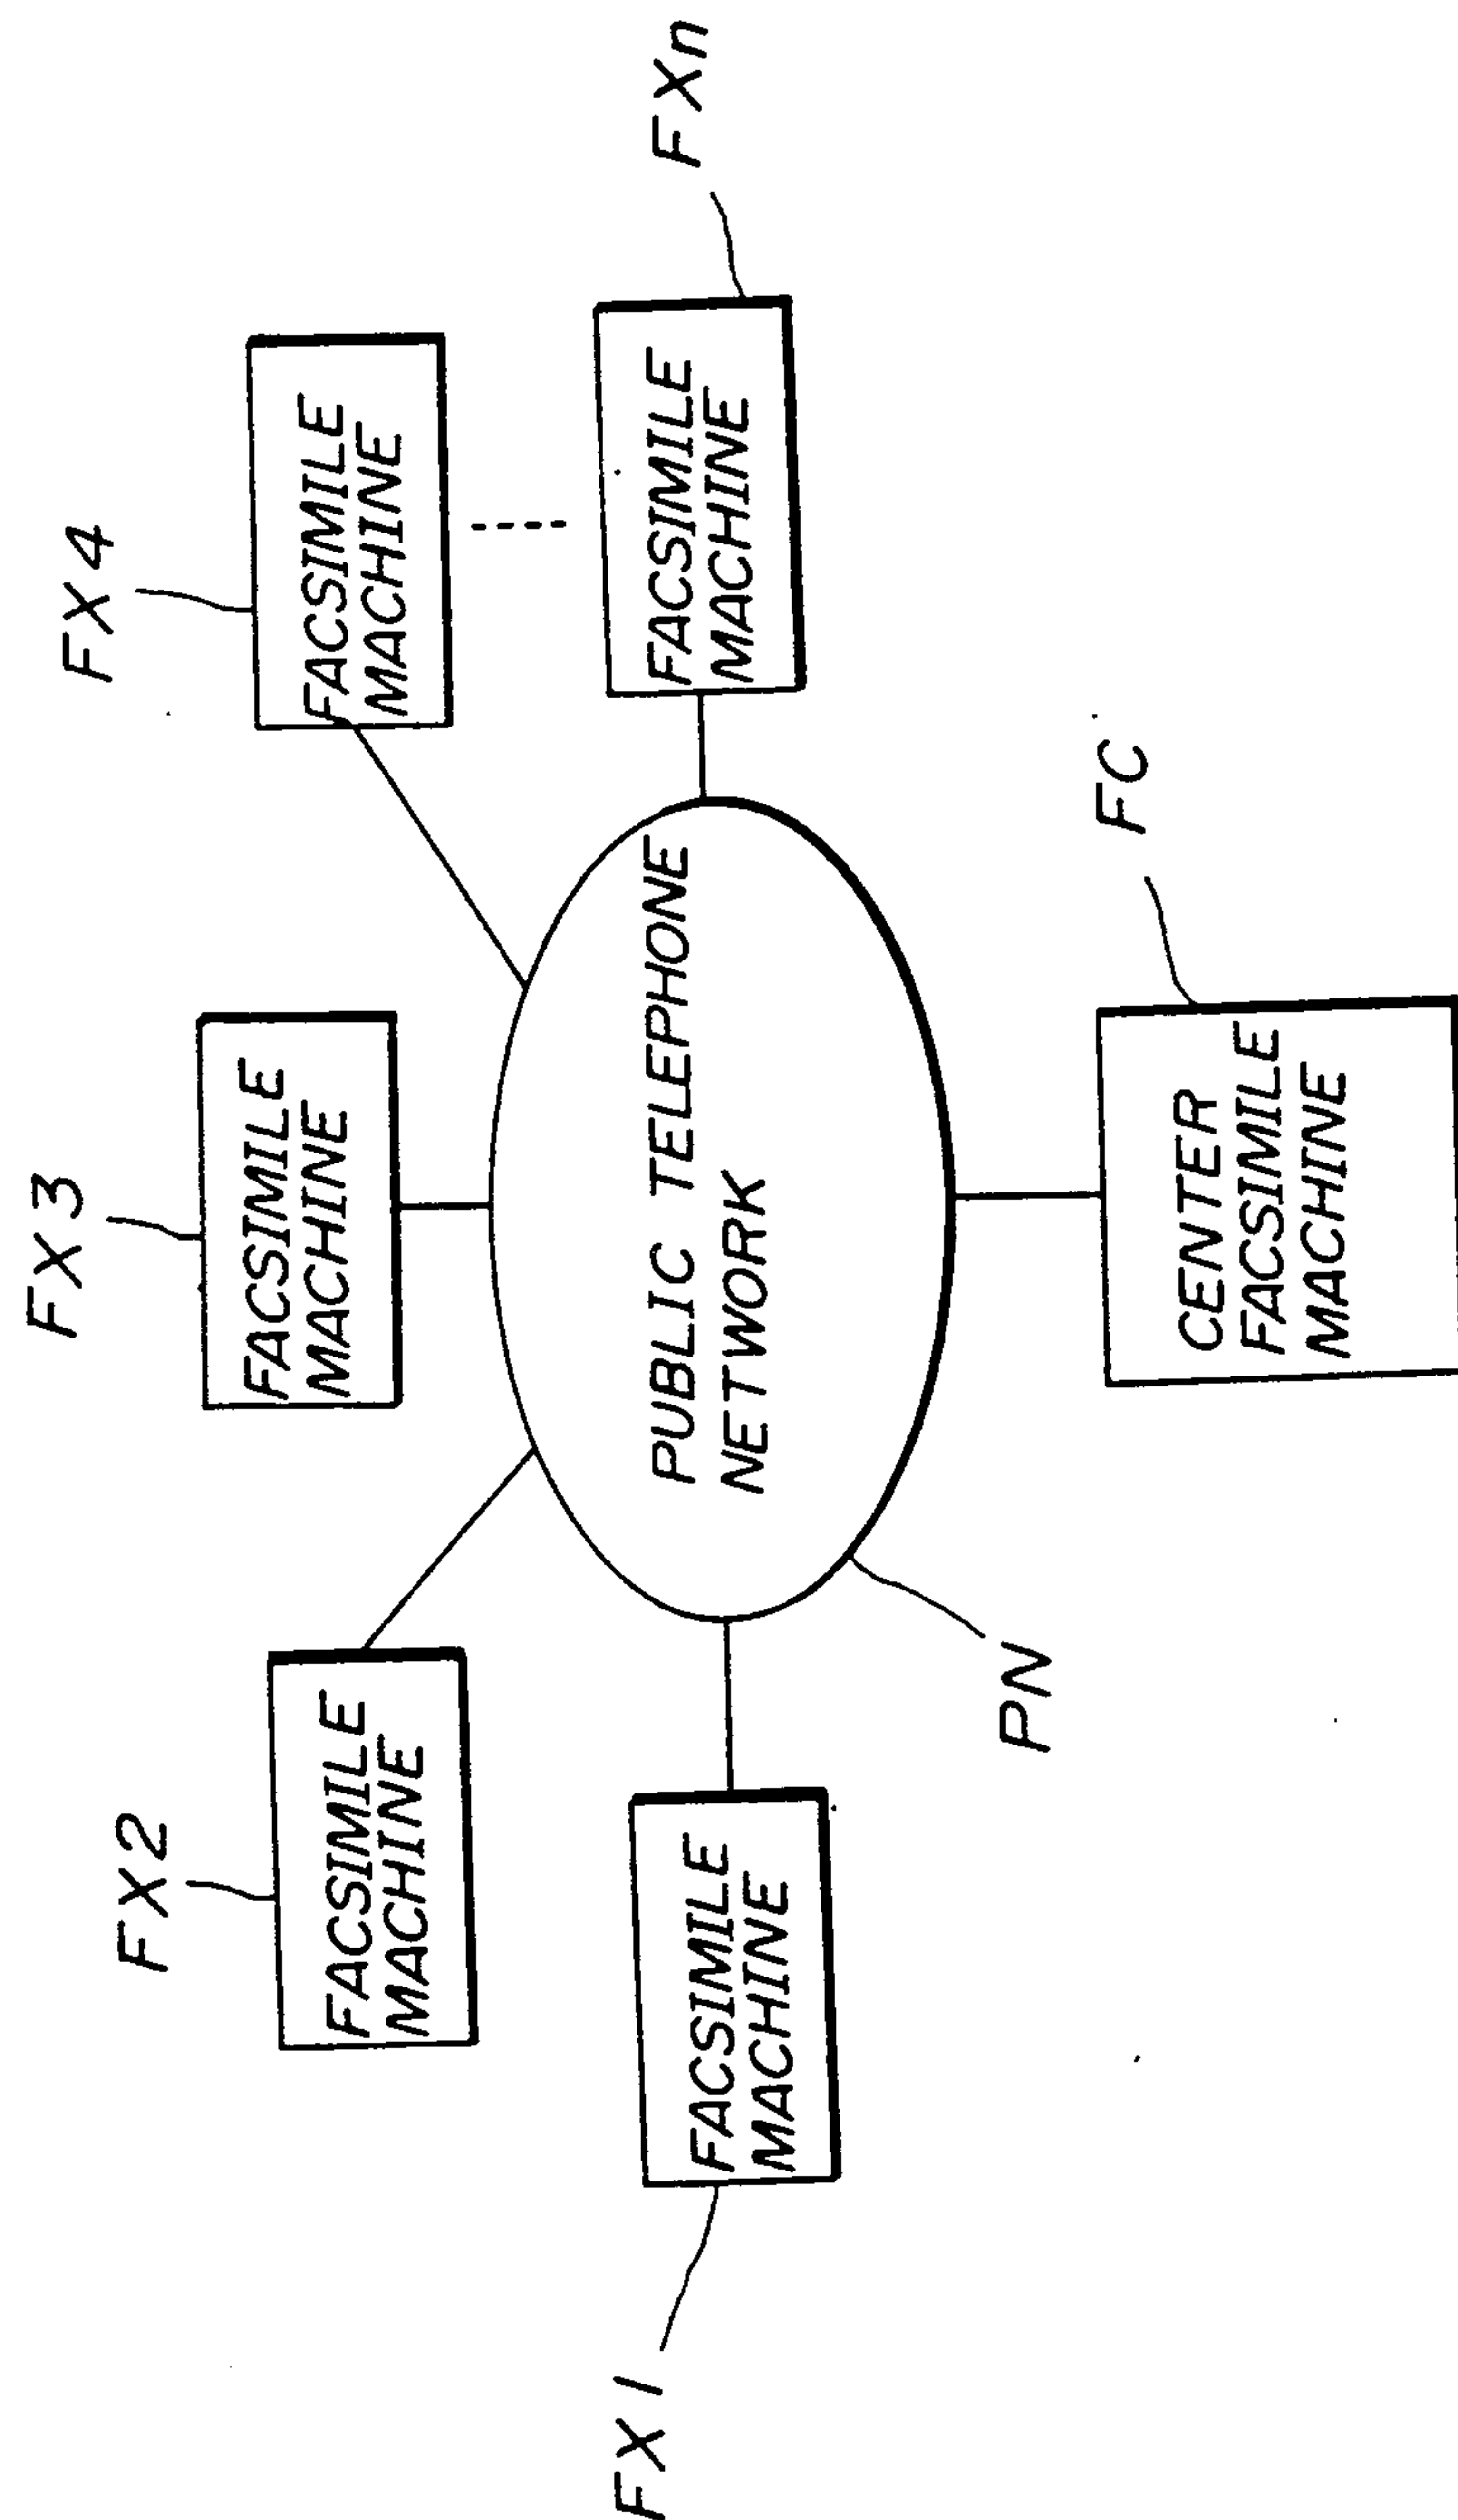 FX3
FX4
FX2
FACSIMILE
MACHINE
FACSIMILE
MACHINE
FACSIMILE
MACHINE
FX1
FACSIMILE
MACHINE
PUBLIC TELEPHONE
NETWORK
FACSIMILE
MACHINE
FXn
PN
FC
CENTER
FACSIMILE
MACHINE